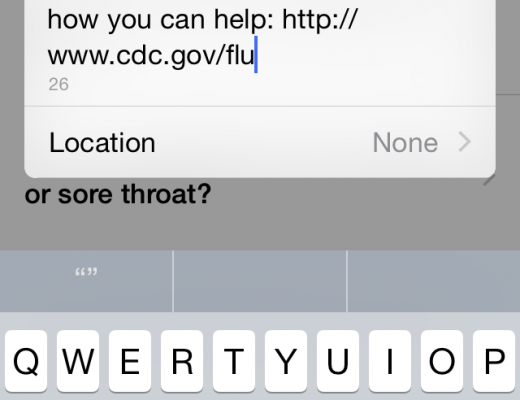 how you can help: http://
www.cdc.gov/flu
26
Location None
or sore throat?
“”
Q W E R T Y U I O P